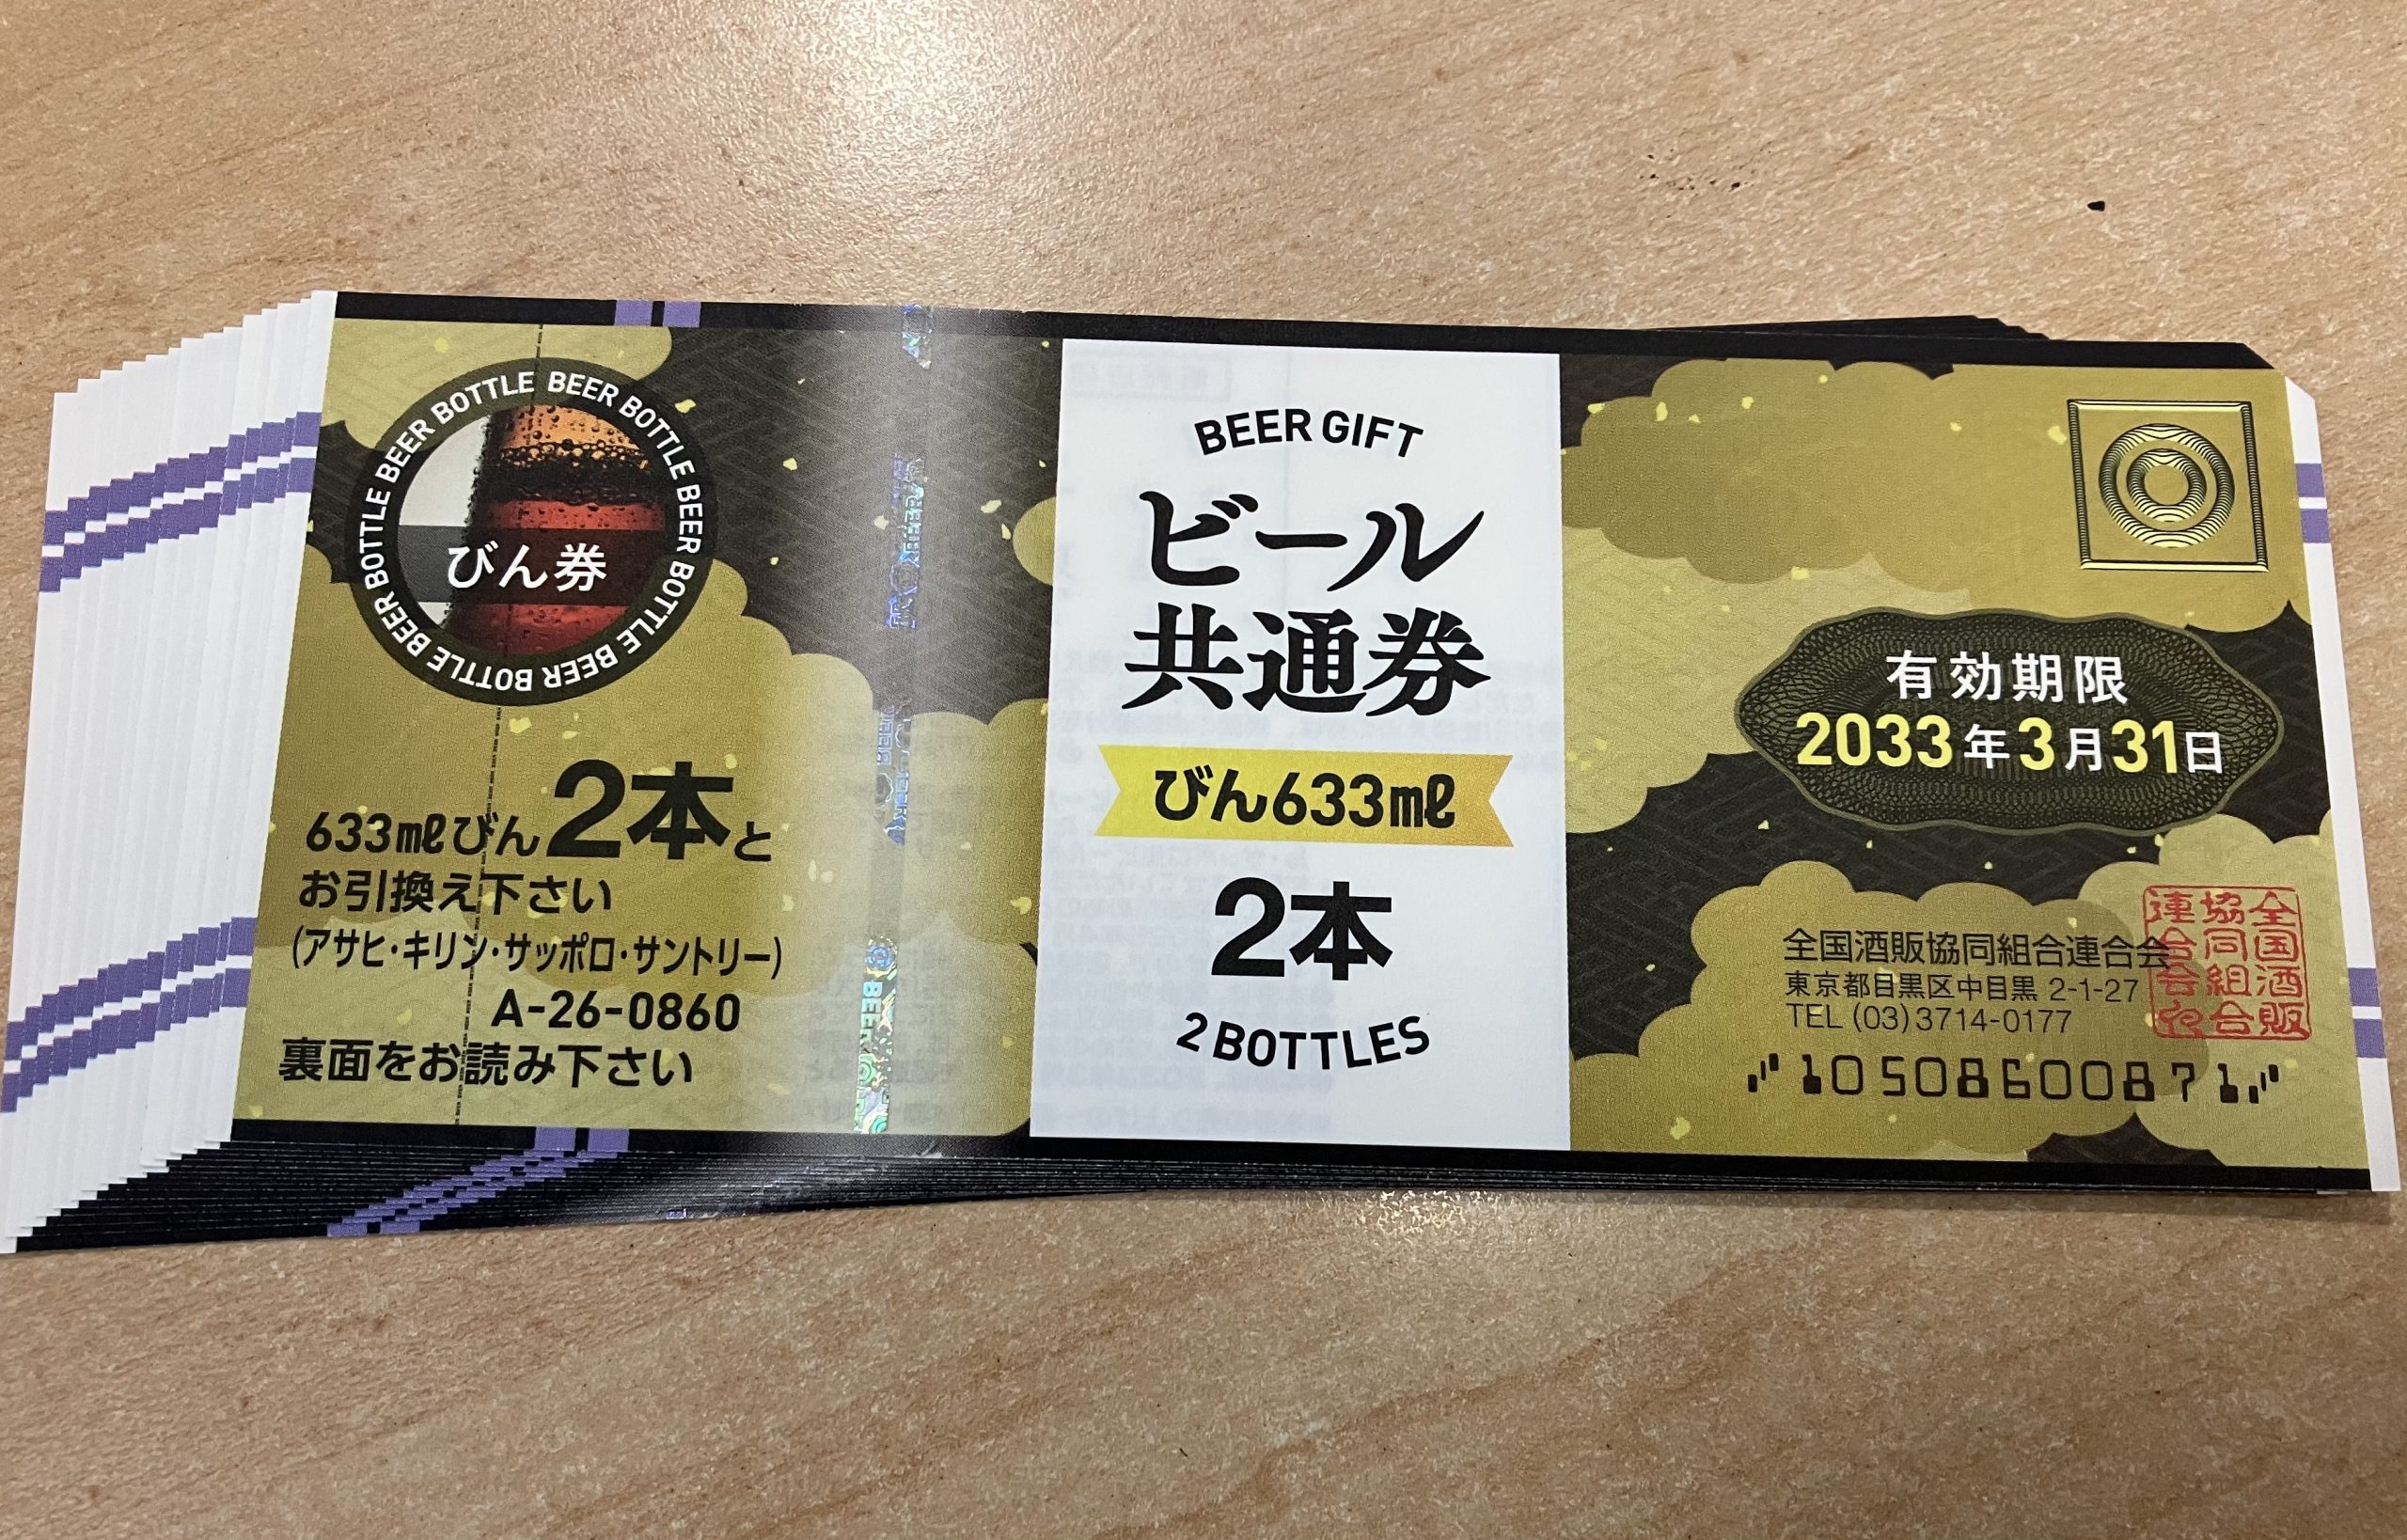 BEER BOTTLE BEER BOTTLE BEER BOTTLE BEER BOTTLE BEER BOTTLE BEER BOTTLE
びん券
633mlびん2本と
お引換え下さい
(アサヒ・キリン・サッポロ・サントリー)
A-26-0860
裏面をお読み下さい
BEER GIFT
ビール
共通券
びん633ml
2本
2 BOTTLES
有効期限
2033年3月31日
全国酒販協同組合連合会
東京都目黒区中目黒 2-1-27
TEL (03)3714-0177
10508600871
全国酒販
協同組合
連合会